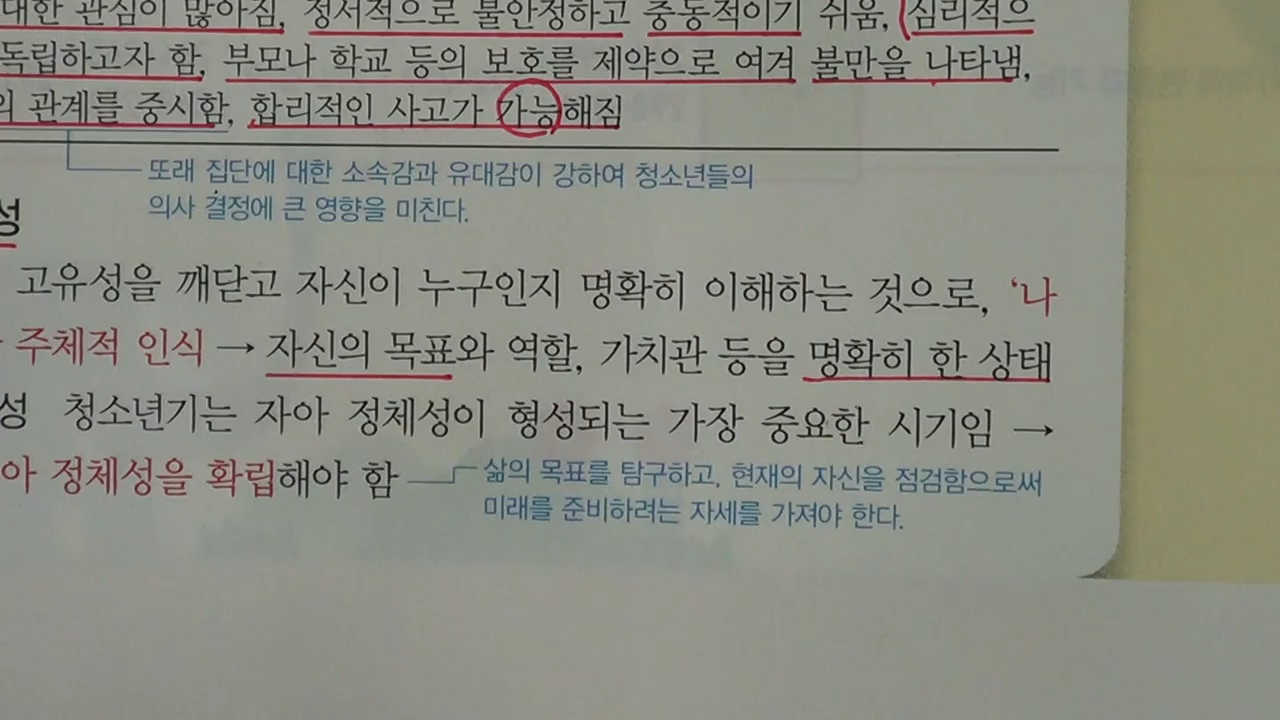 대한 관심이 많아짐, 정서적으로 불안정하고 충동적이기 쉬움, 심리적으
독립하고자 함, 부모나 학교 등의 보호를 제약으로 여겨 불만을 나타냄,
의 관계를 중시함, 합리적인 사고가 가능해짐
또래 집단에 대한 소속감과 유대감이 강하여 청소년들의
의사 결정에 큰 영향을 미친다.
성
고유성을 깨닫고 자신이 누구인지 명확히 이해하는 것으로, ‘나
주체적 인식 → 자신의 목표와 역할, 가치관 등을 명확히 한 상태
성 청소년기는 자아 정체성이 형성되는 가장 중요한 시기임 →
아 정체성을 확립해야 함
삶의 목표를 탐구하고, 현재의 자신을 점검함으로써
미래를 준비하려는 자세를 가져야 한다.